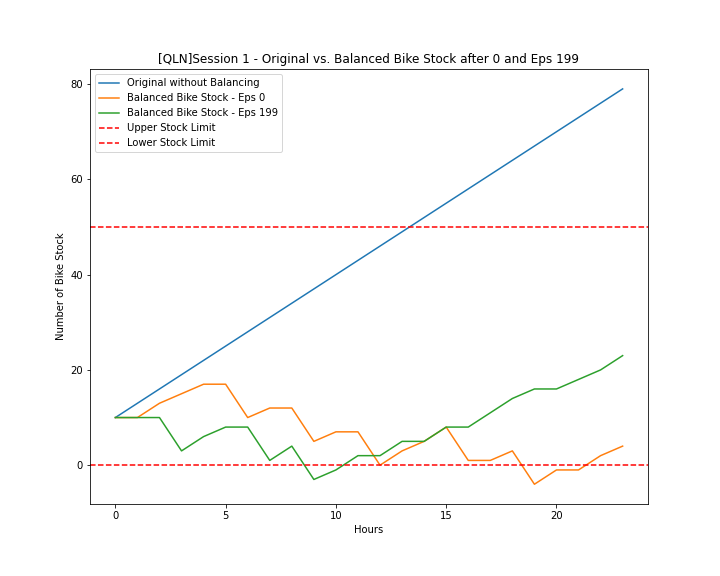 [QLN]Session 1 - Original vs. Balanced Bike Stock after 0 and Eps 199
Original without Balancing
Balanced Bike Stock - Eps 0
Balanced Bike Stock - Eps 199
Upper Stock Limit
Lower Stock Limit
80
60
40
20
0
Number of Bike Stock
0 5 10 15 20
Hours